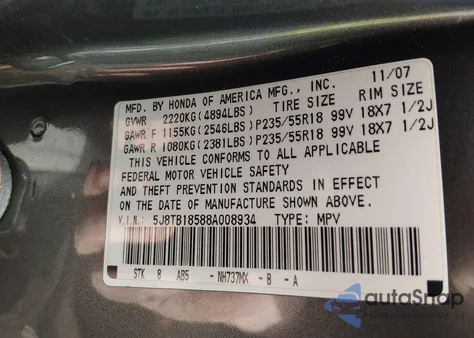 MFD. BY HONDA OF AMERICA MFG., INC. 11/07
GVWR 2220KG(4894LBS) TIRE SIZE RIM SIZE
GAWR F 1155KG(2546LBS)P235/55R18 99V 18X7 1/2J
GAWR R 1080KG(2381LBS)P235/55R18 99V 18X7 1/2J
THIS VEHICLE CONFORMS TO ALL APPLICABLE
FEDERAL MOTOR VEHICLE SAFETY
AND THEFT PREVENTION STANDARDS IN EFFECT
ON THE DATE OF MANUFACTURE SHOWN ABOVE.
V.I.N.: 5J8TB18588A008934 TYPE: MPV
STK 8 AB5 - NH737MX - B - A
autoSnap